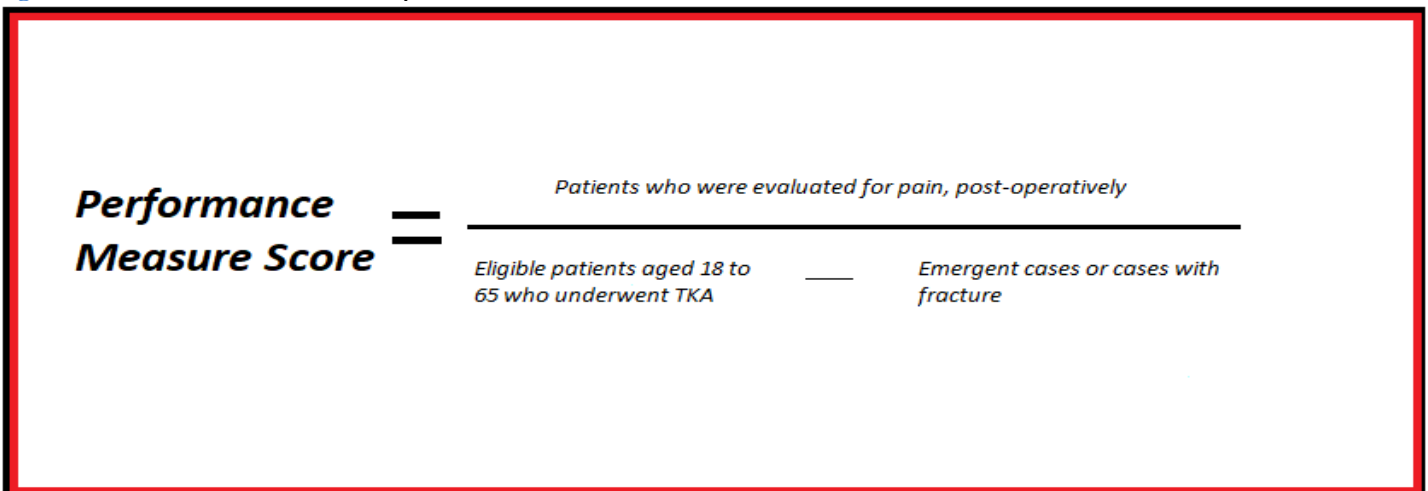 Patients who were evaluated for pain, post-operatively
Performance
Measure Score
=
Eligible patients aged 18 to
65 who underwent TKA
—
Emergent cases or cases with
fracture